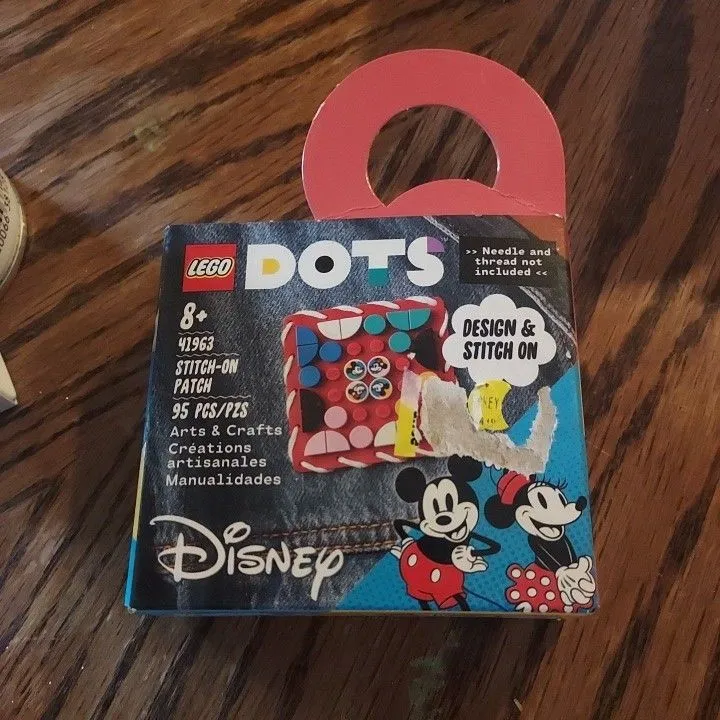 LEGO
DOTS
>> Needle and
thread not
included <<
8+
41963
STITCH-ON
PATCH
95 PCS/PZS
Arts & Crafts
Créations
artisanales
Manualidades
DESIGN &
STITCH ON
Disney